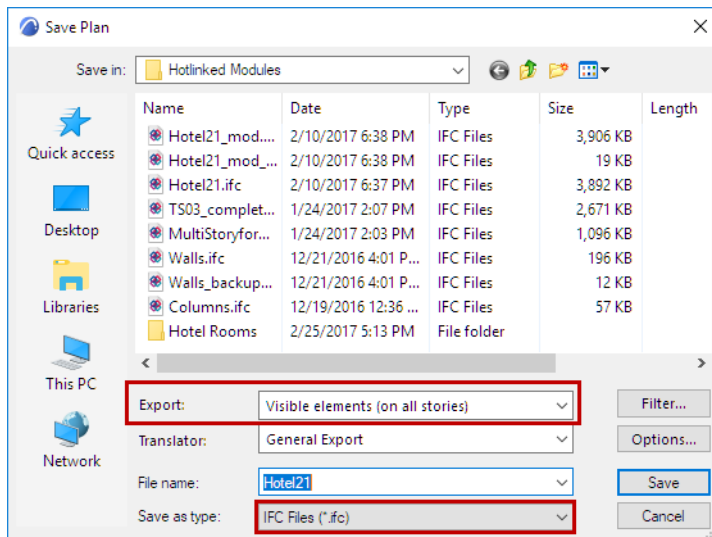 Save Plan
Save in: Hotlinked Modules
Name Date Type Size Length
Hotel21_mod.... 2/10/2017 6:38 PM IFC Files 3,906 KB
Hotel21_mod_... 2/10/2017 6:38 PM IFC Files 19 KB
Hotel21.ifc 2/10/2017 6:37 PM IFC Files 3,892 KB
TS03_complet... 1/24/2017 2:07 PM IFC Files 2,671 KB
MultiStoryfor... 1/24/2017 2:03 PM IFC Files 1,096 KB
Walls.ifc 12/21/2016 4:01 P... IFC Files 196 KB
Walls_backup... 12/21/2016 4:01 P... IFC Files 12 KB
Columns.ifc 12/19/2016 12:36 ... IFC Files 57 KB
Hotel Rooms 2/25/2017 5:13 PM File folder
Quick access
Desktop
Libraries
This PC
Network
Export: Visible elements (on all stories) Filter...
Translator: General Export Options...
File name: Hotel21 Save
Save as type: IFC Files (*.ifc) Cancel